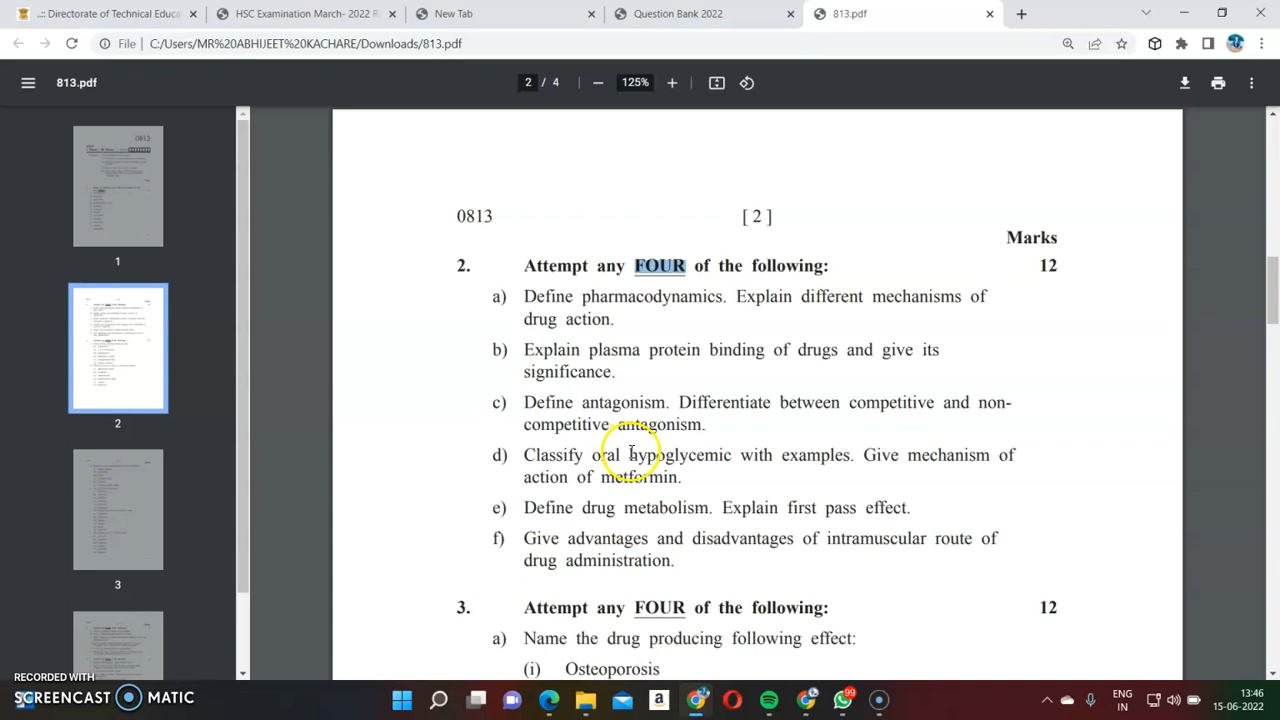 .:: Directorate of Technical Educa
HSC Examination March- 2022 R
New Tab
Question Bank 2022
813.pdf
File
C:/Users/MR%20ABHIJEET%20KACHARE/Downloads/813.pdf
813.pdf
2 / 4
125%
0813
1
2
3
0813
[ 2 ]
Marks
2. Attempt any FOUR of the following: 12
a) Define pharmacodynamics. Explain different mechanisms of
drug action.
b) Explain plasma protein binding of drugs and give its
significance.
c) Define antagonism. Differentiate between competitive and non-
competitive antagonism.
d) Classify oral hypoglycemic with examples. Give mechanism of
action of metformin.
e) Define drug metabolism. Explain first pass effect.
f) Give advantages and disadvantages of intramuscular route of
drug administration.
3. Attempt any FOUR of the following: 12
a) Name the drug producing following effect:
(i) Osteoporosis
RECORDED WITH
SCREENCAST MATIC
99
ENG
IN
13:46
15-06-2022